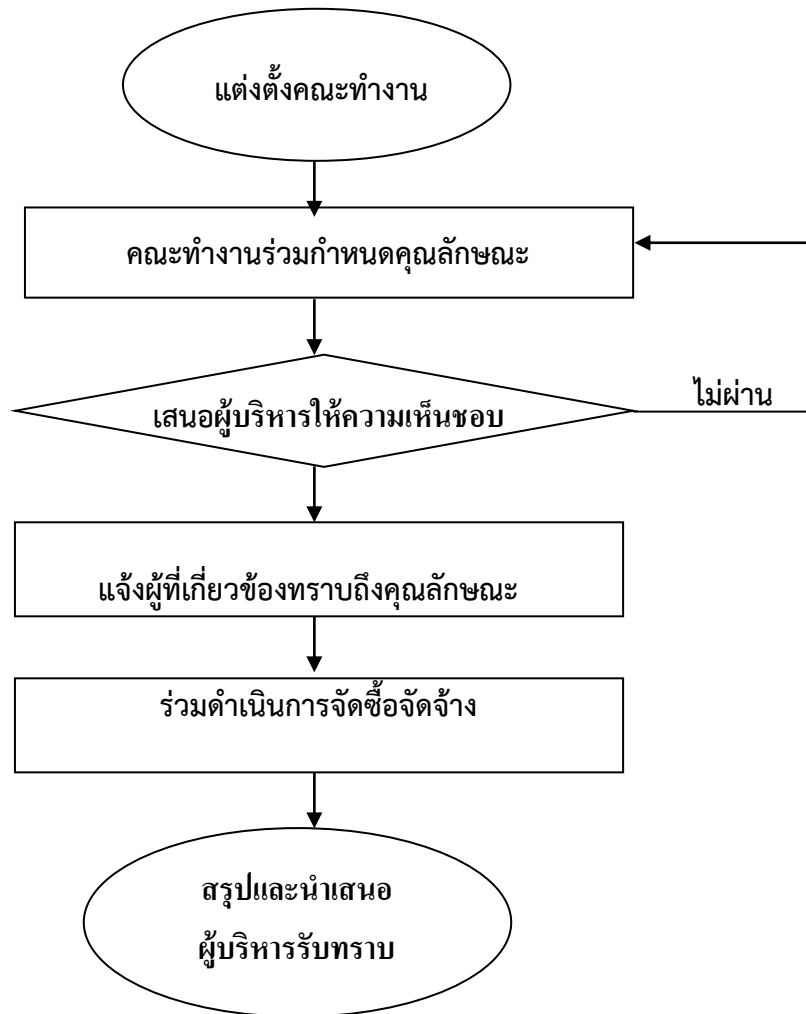 แต่งตั้งคณะทำงาน
คณะทำงานร่วมกำหนดคุณลักษณะ
เสนอผู้บริหารให้ความเห็นชอบ
ไม่ผ่าน
แจ้งผู้ที่เกี่ยวข้องทราบถึงคุณลักษณะ
ร่วมดำเนินการจัดซื้อจัดจ้าง
สรุปและนำเสนอ
ผู้บริหารรับทราบ